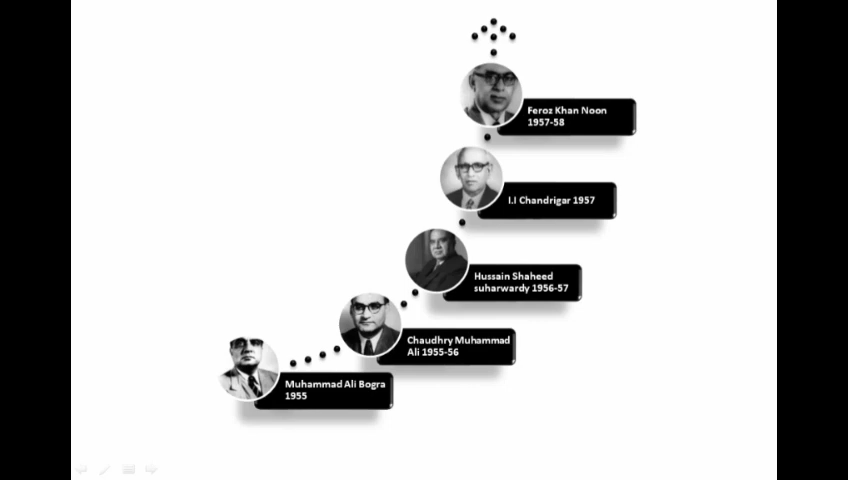 Feroz Khan Noon
1957-58
I.I Chandrigar 1957
Hussain Shaheed
suharwardy 1956-57
Chaudhry Muhammad
Ali 1955-56
Muhammad Ali Bogra
1955